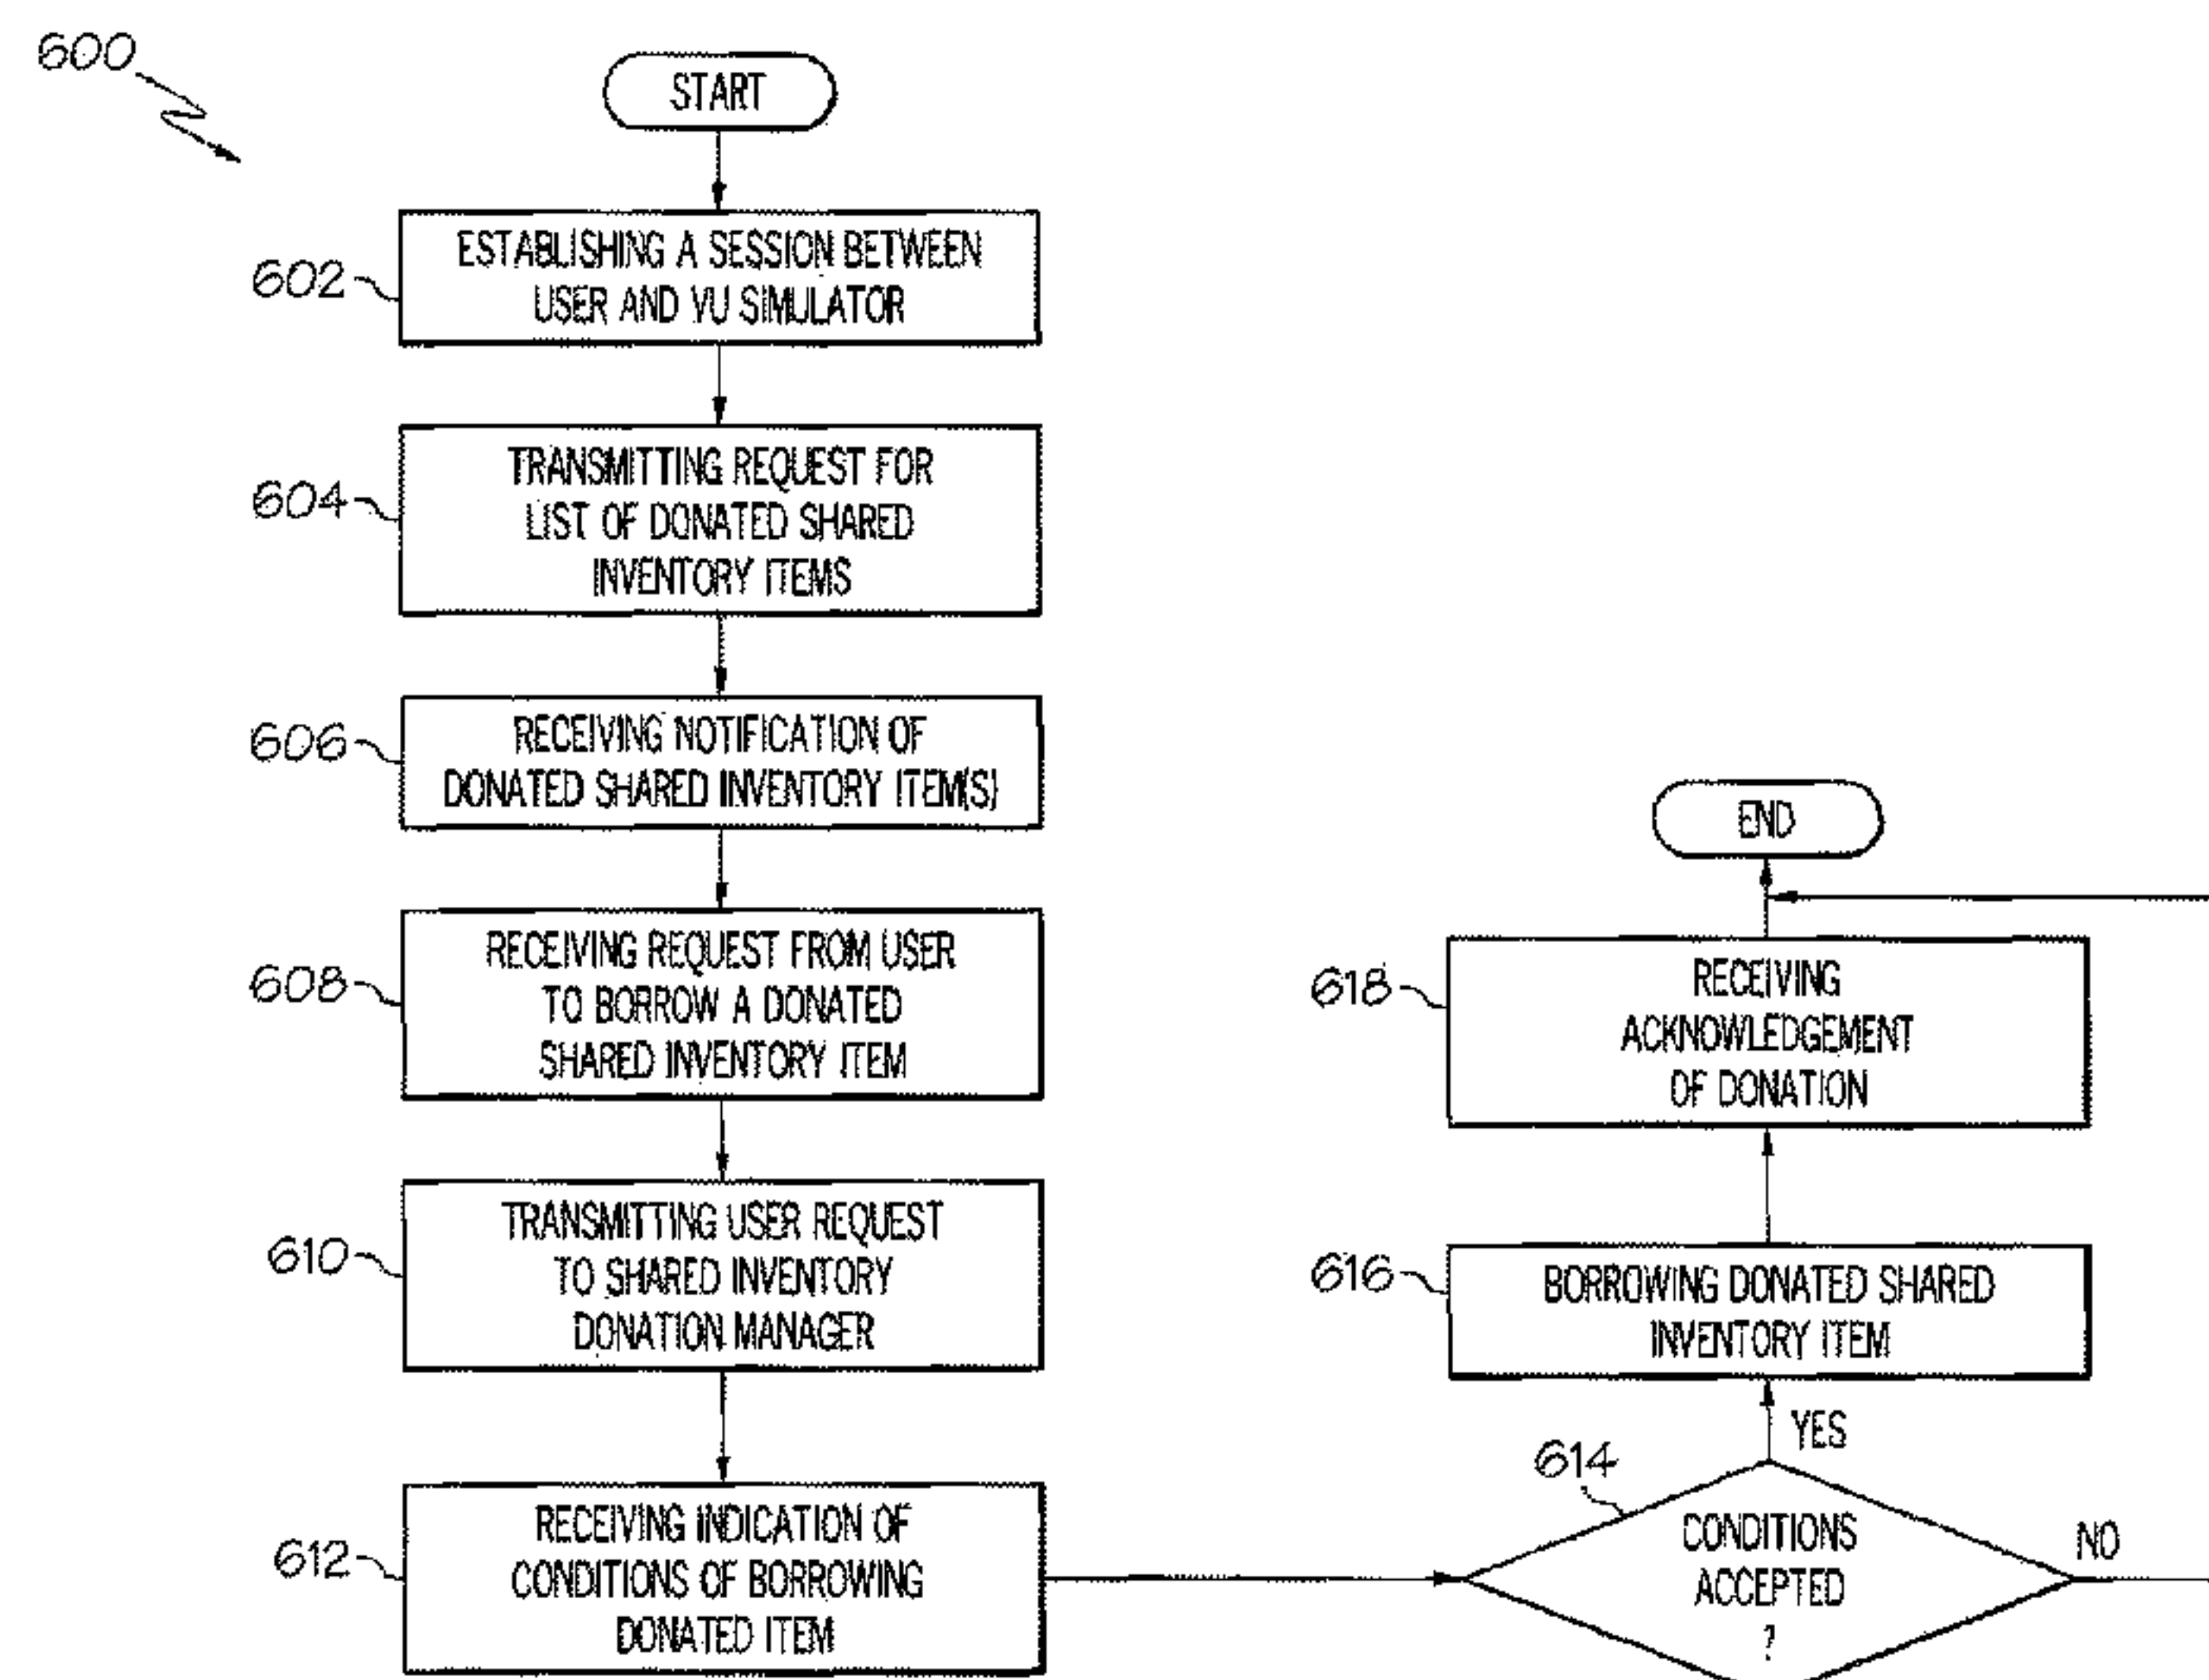 600
START
602
ESTABLISHING A SESSION BETWEEN
USER AND VU SIMULATOR
604
TRANSMITTING REQUEST FOR
LIST OF DONATED SHARED
INVENTORY ITEMS
606
RECEIVING NOTIFICATION OF
DONATED SHARED INVENTORY ITEM(S)
608
RECEIVING REQUEST FROM USER
TO BORROW A DONATED
SHARED INVENTORY ITEM
610
TRANSMITTING USER REQUEST
TO SHARED INVENTORY
DONATION MANAGER
612
RECEIVING INDICATION OF
CONDITIONS OF BORROWING
DONATED ITEM
614
CONDITIONS
ACCEPTED
?
YES
NO
616
BORROWING DONATED SHARED
INVENTORY ITEM
618
RECEIVING
ACKNOWLEDGEMENT
OF DONATION
END